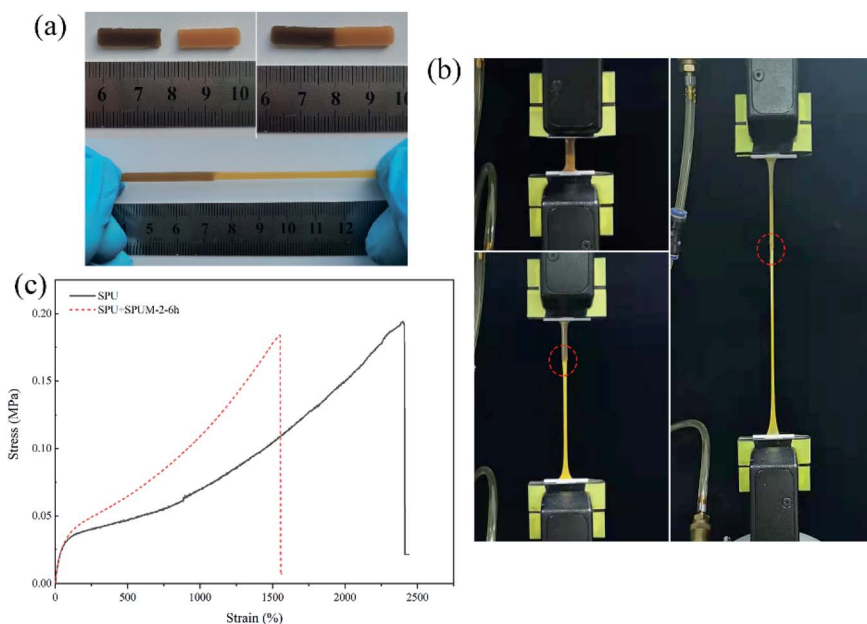 (a)
6 7 8 9 10
6 7 8 9 10
5 6 7 8 9 10 11 12
(b)
(c)
SPU
SPU+SPUM-2-6h
0.20
0.15
0.10
0.05
0.00
Stress (MPa)
0 500 1000 1500 2000 2500
Strain (%)